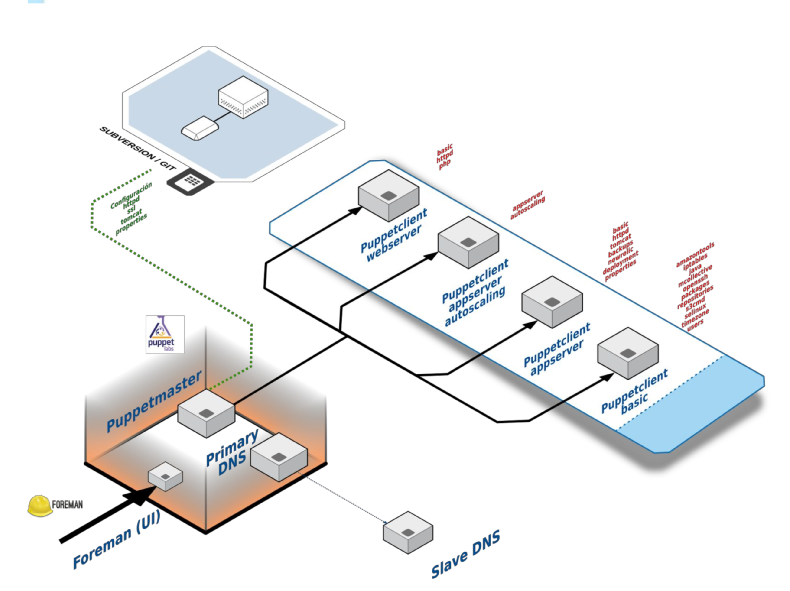 SUBVERSION / GIT
Configuración
httpd
ssl
tomcat
properties
basic
httpd
php
Puppetclient
webserver
appserver
autoscaling
Puppetclient
appserver
autoscaling
basic
httpd
tomcat
backups
newrelic
deployment
properties
Puppetclient
appserver
amazontools
iptables
java
mcollective
openssh
packages
repositories
s3cmd
selinux
timezone
users
Puppetclient
basic
puppet
labs
Puppetmaster
Primary
DNS
FOREMAN
Foreman (UI)
Slave DNS